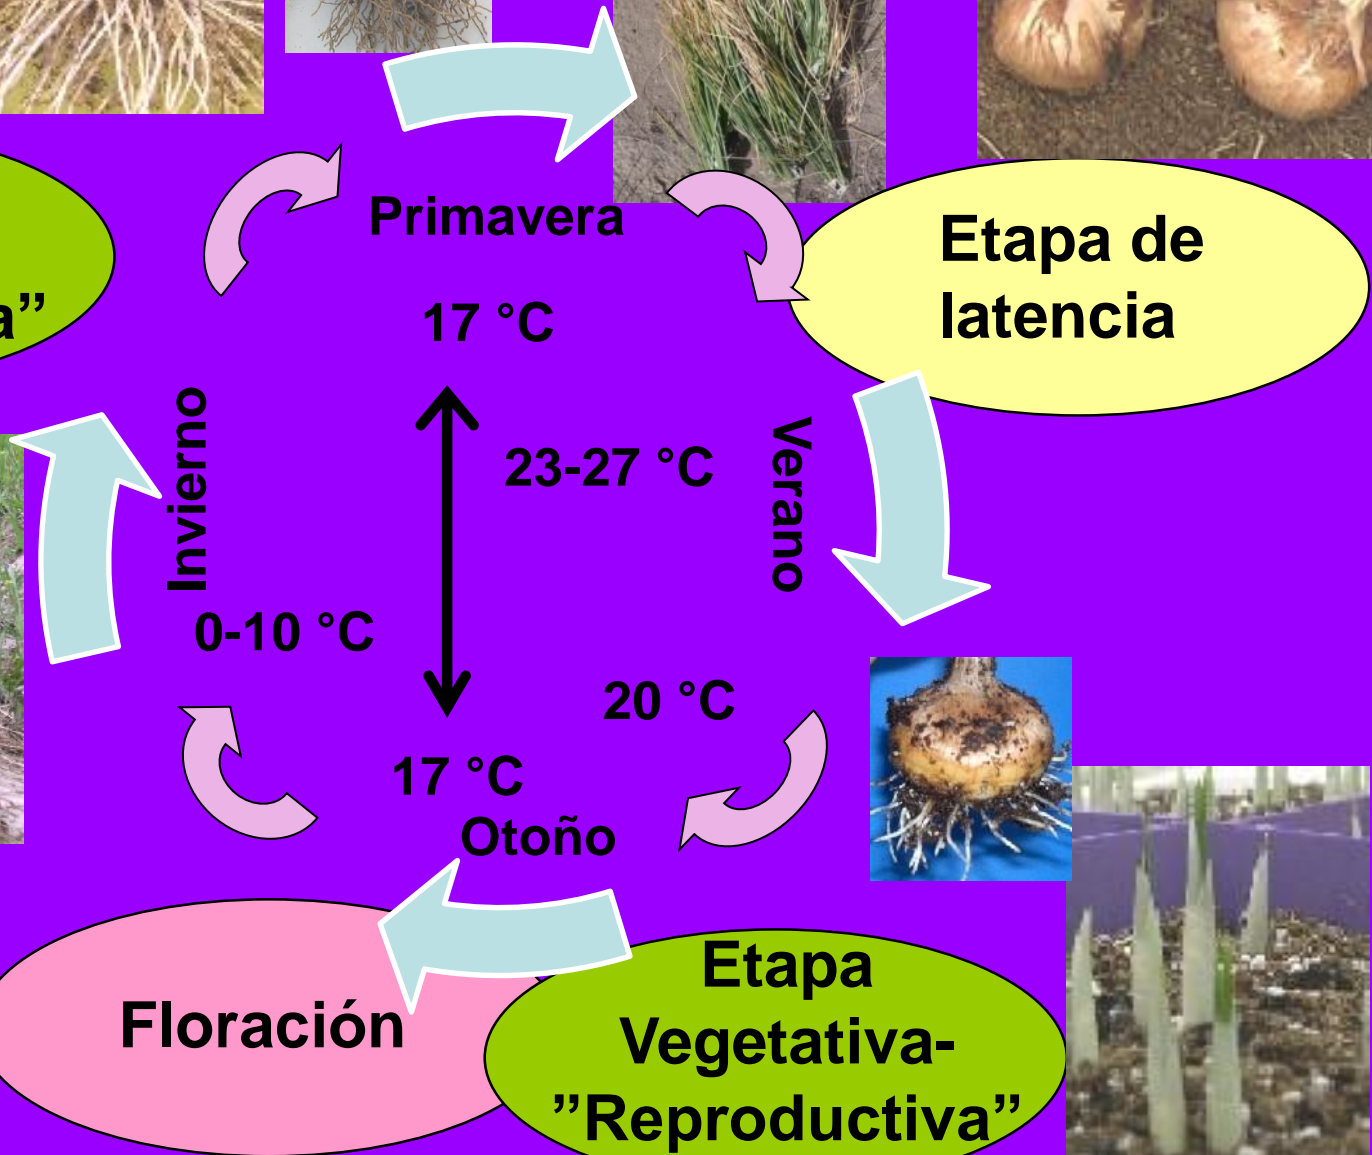 Primavera
17 °C
Etapa de
latencia
a”
Invierno
23-27 °C
Verano
0-10 °C
20 °C
17 °C
Otoño
Floración
Etapa
Vegetativa-
”Reproductiva”